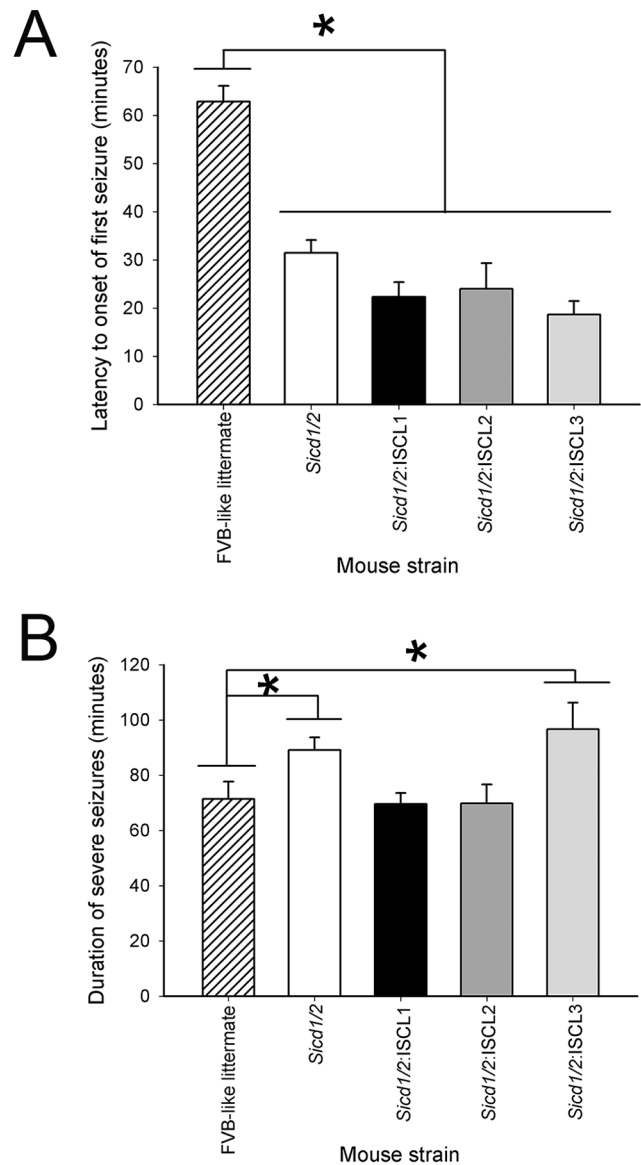 A
*
Latency to onset of first seizure (minutes)
70
60
50
40
30
20
10
0
FVB-like littermate
Sicd1/2
Sicd1/2:ISCL1
Sicd1/2:ISCL2
Sicd1/2:ISCL3
Mouse strain
B
*
*
Duration of severe seizures (minutes)
120
100
80
60
40
20
0
FVB-like littermate
Sicd1/2
Sicd1/2:ISCL1
Sicd1/2:ISCL2
Sicd1/2:ISCL3
Mouse strain